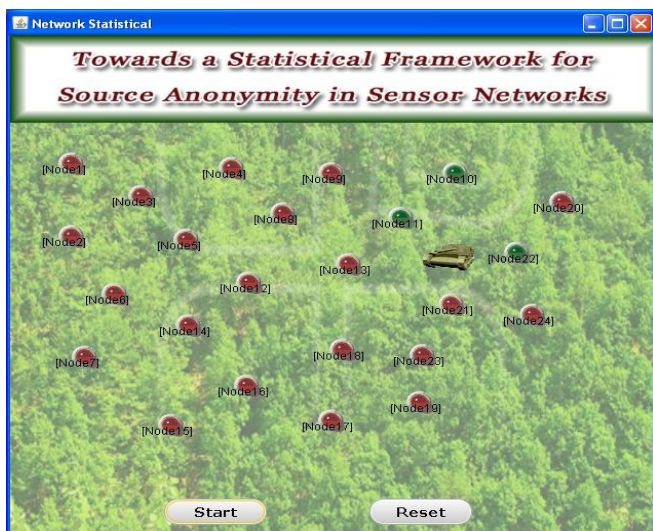 Network Statistical
Towards a Statistical Framework for
Source Anonymity in Sensor Networks
[Node1]
[Node4]
[Node9]
[Node10]
[Node3]
[Node20]
[Node8]
[Node11]
[Node2]
[Node5]
[Node13]
[Node22]
[Node12]
[Node6]
[Node21]
[Node24]
[Node14]
[Node7]
[Node18]
[Node23]
[Node16]
[Node19]
[Node15]
[Node17]
Start
Reset